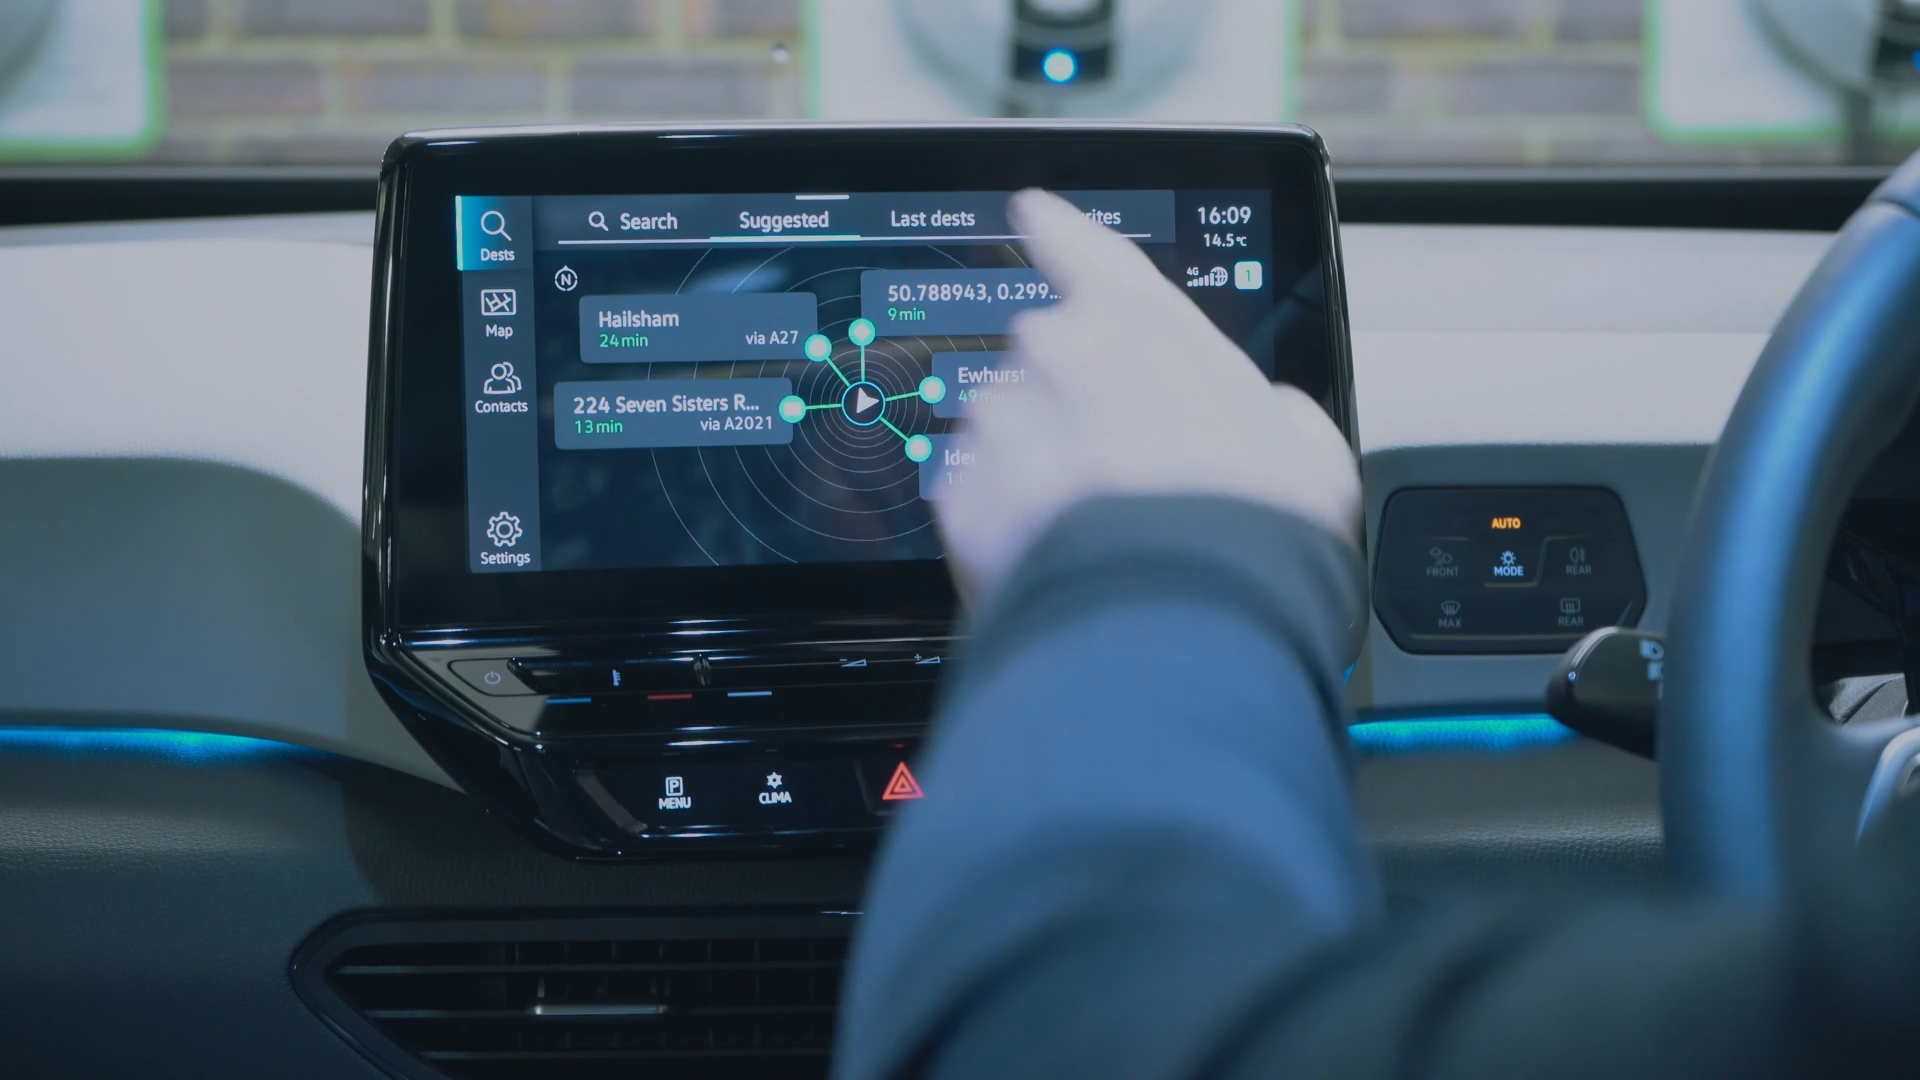 Dests
Map
Contacts
Settings
Search
Suggested
Last dests
16:09
14.5°C
4G
1
N
Hailsham
24 min
via A27
50.788943, 0.299...
9 min
224 Seven Sisters R...
13 min
via A2021
Ewhurst
49 min
AUTO
FRONT
MODE
REAR
MAX
REAR
P
MENU
CLIMA